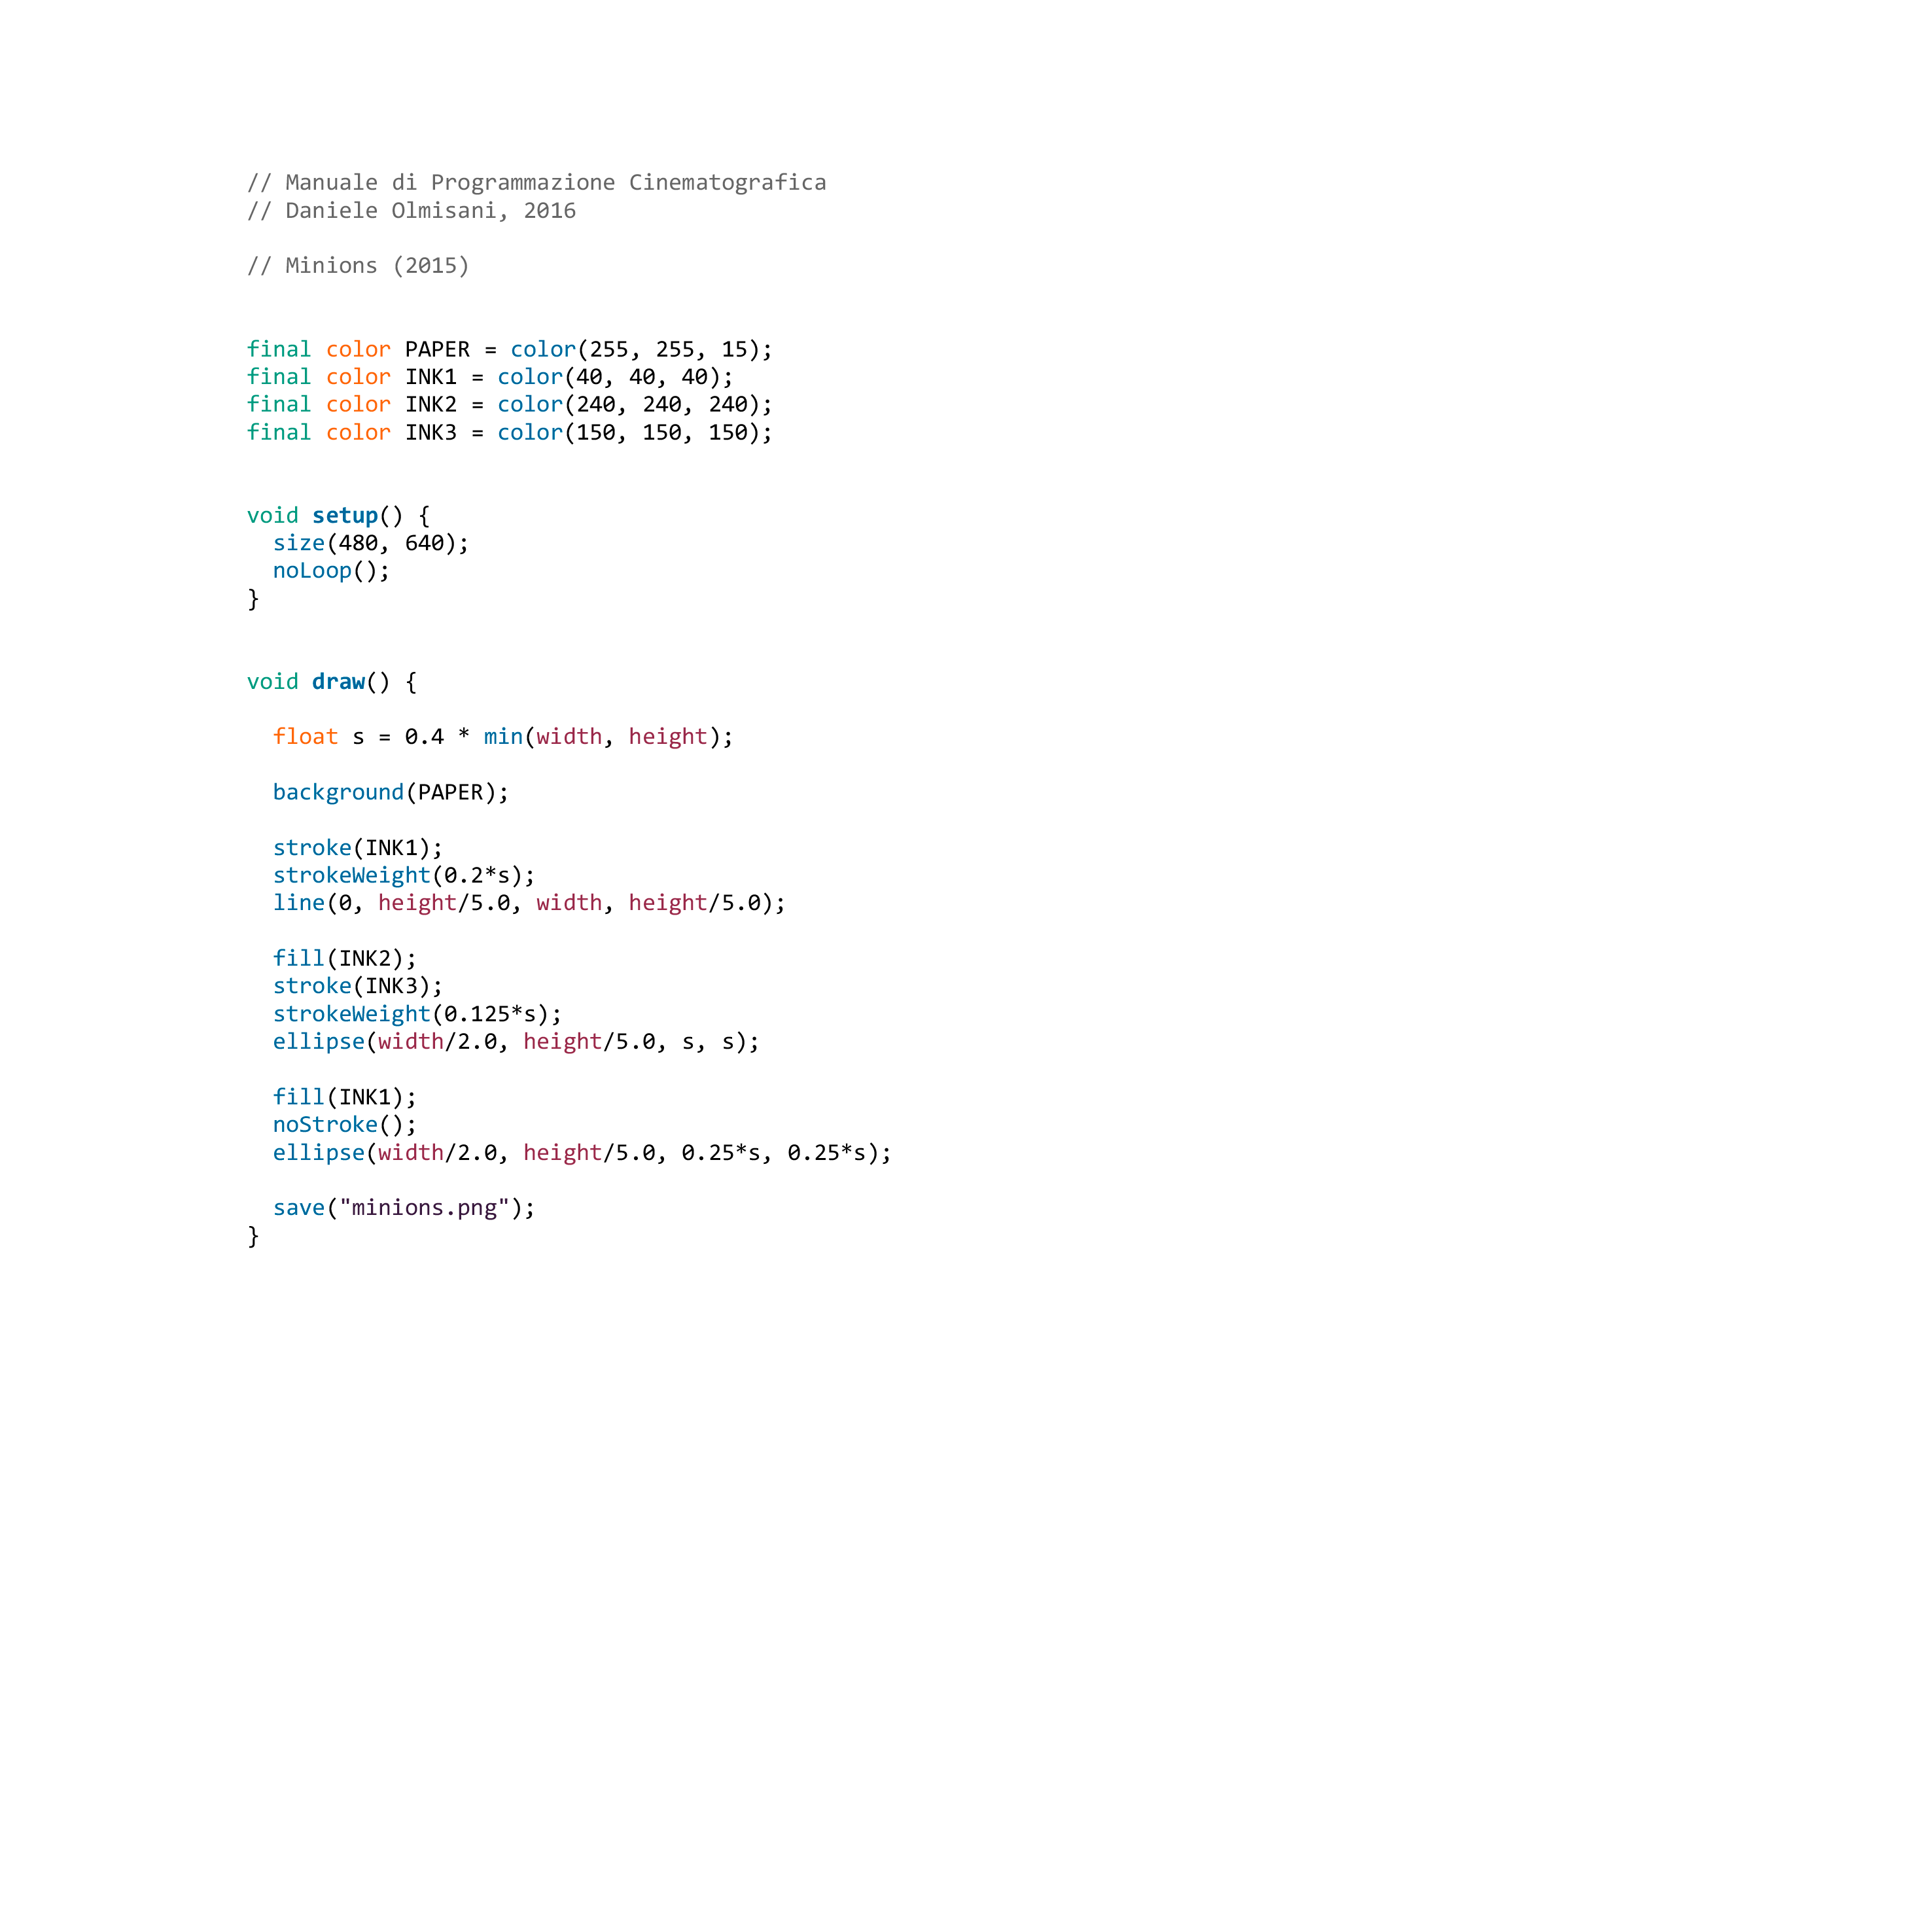 // Manuale di Programmazione Cinematografica
// Daniele Olmisani, 2016
// Minions (2015)
final color PAPER = color(255, 255, 15);
final color INK1 = color(40, 40, 40);
final color INK2 = color(240, 240, 240);
final color INK3 = color(150, 150, 150);
void setup() {
  size(480, 640);
  noLoop();
}
void draw() {
  float s = 0.4 * min(width, height);
  background(PAPER);
  stroke(INK1);
  strokeWeight(0.2*s);
  line(0, height/5.0, width, height/5.0);
  fill(INK2);
  stroke(INK3);
  strokeWeight(0.125*s);
  ellipse(width/2.0, height/5.0, s, s);
  fill(INK1);
  noStroke();
  ellipse(width/2.0, height/5.0, 0.25*s, 0.25*s);
  save("minions.png");
}